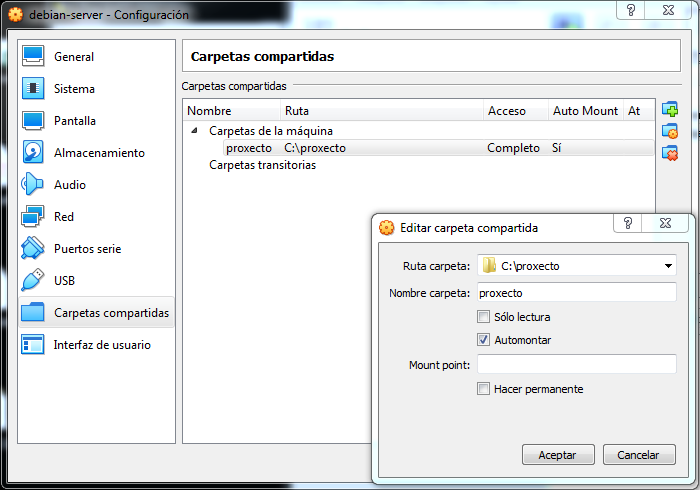 debian-server - Configuración
General
Sistema
Pantalla
Almacenamiento
Audio
Red
Puertos serie
USB
Carpetas compartidas
Interfaz de usuario
Carpetas compartidas
Carpetas compartidas
Nombre Ruta Acceso Auto Mount At
Carpetas de la máquina
proxecto C:\proxecto Completo Sí
Carpetas transitorias
Editar carpeta compartida
Ruta carpeta: C:\proxecto
Nombre carpeta: proxecto
Sólo lectura
Automontar
Mount point:
Hacer permanente
Aceptar Cancelar